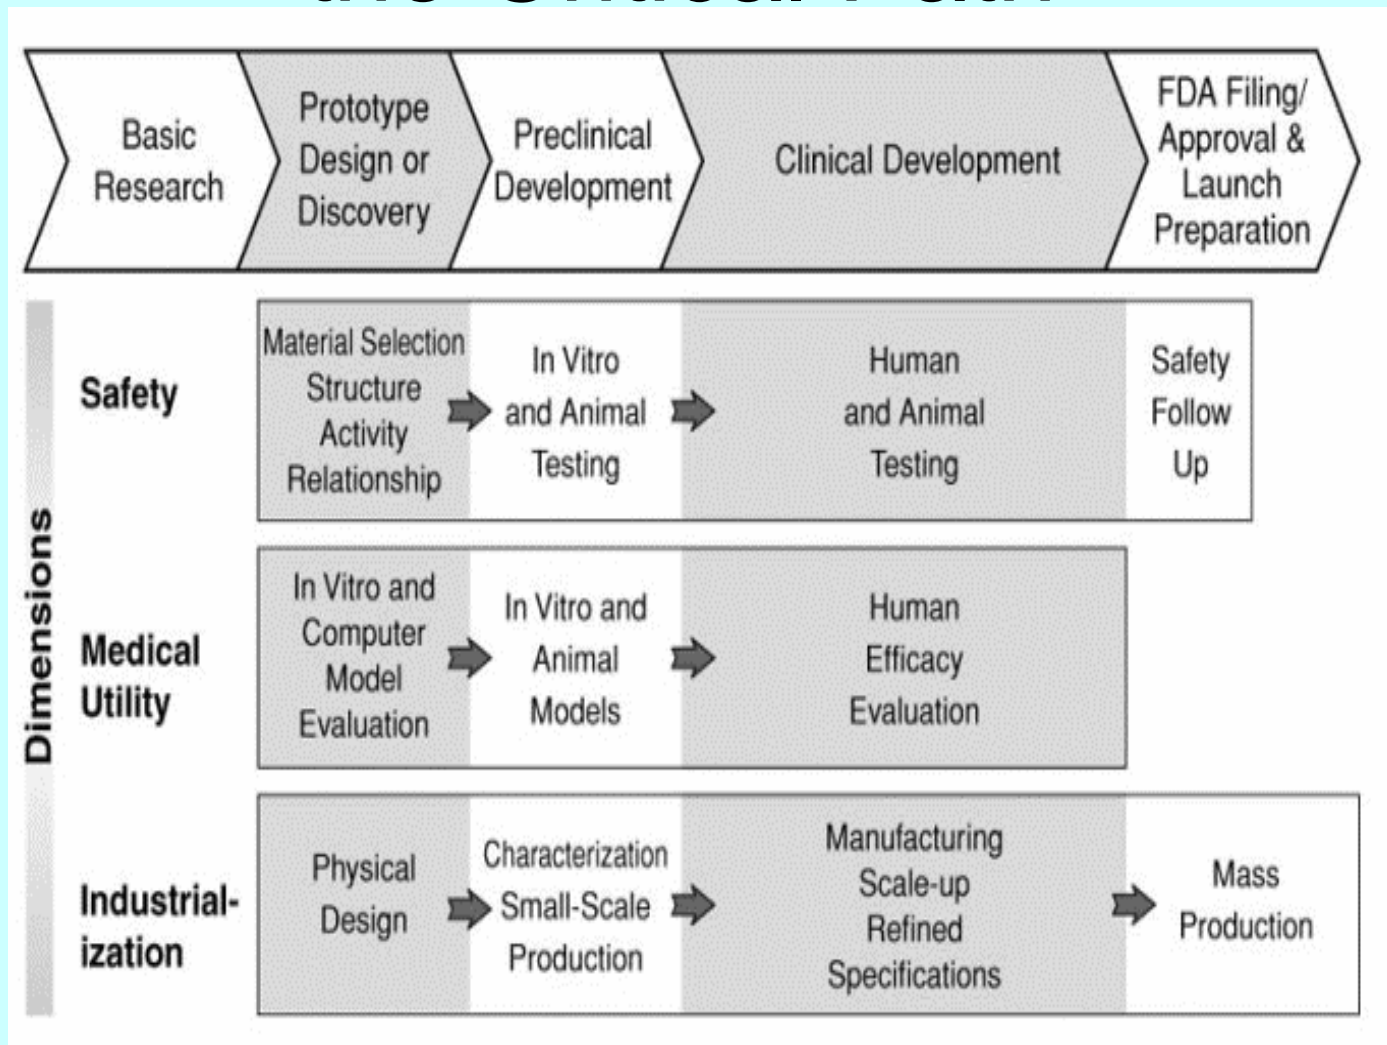 the Critical Path
Basic
Research
Prototype
Design or
Discovery
Preclinical
Development
Clinical Development
FDA Filing/
Approval &
Launch
Preparation
Dimensions
Safety
Material Selection
Structure
Activity
Relationship
In Vitro
and Animal
Testing
Human
and Animal
Testing
Safety
Follow
Up
Medical
Utility
In Vitro and
Computer
Model
Evaluation
In Vitro and
Animal
Models
Human
Efficacy
Evaluation
Industrial-
ization
Physical
Design
Characterization
Small-Scale
Production
Manufacturing
Scale-up
Refined
Specifications
Mass
Production